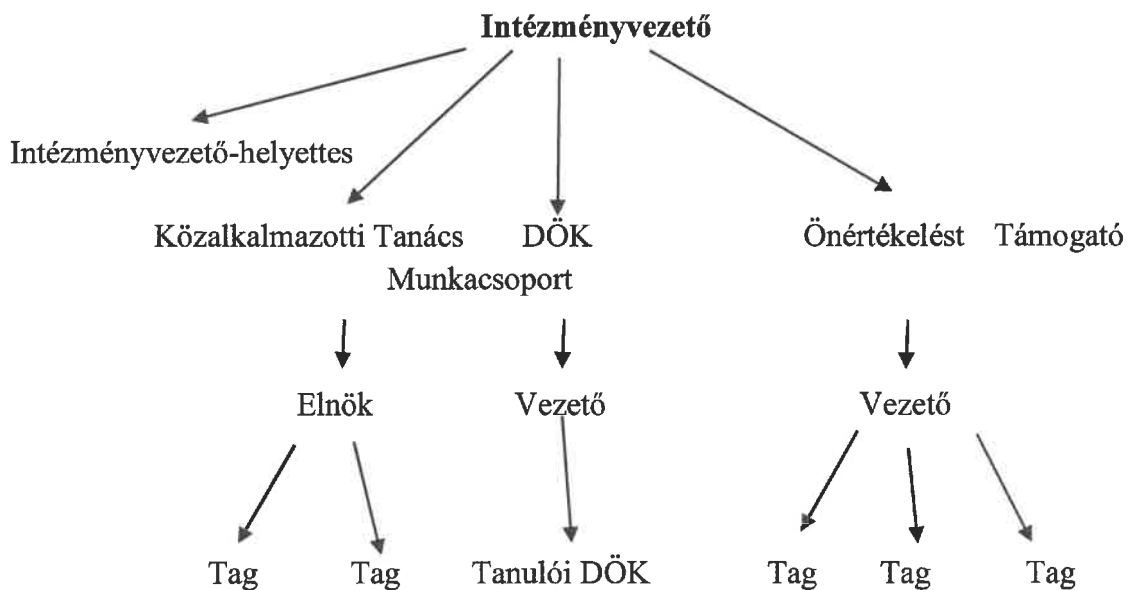 Intézményvezető
Intézményvezető-helyettes
Közalkalmazotti Tanács DÖK Önértékelést Támogató
Munkacsoport
Elnök Vezető Vezető
Tag Tag Tanulói DÖK Tag Tag Tag